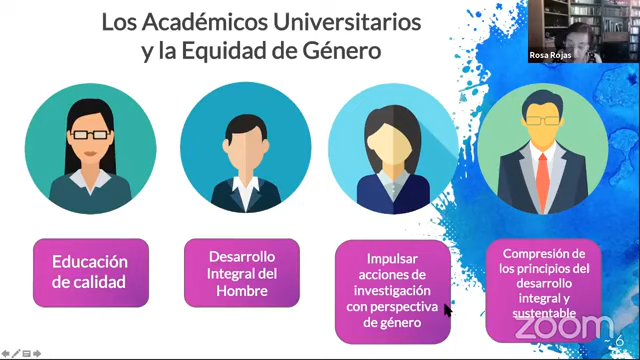 Los Académicos Universitarios
y la Equidad de Género
Rosa Rojas
Educación
de calidad
Desarrollo
Integral del
Hombre
Impulsar
acciones de
investigación
con perspectiva
de género
Compresión de
los principios del
desarrollo
integral y
sustentable
zoom
6